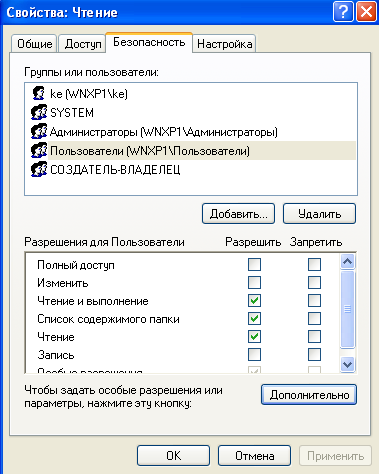 Свойства: Чтение
Общие Доступ Безопасность Настройка
Группы или пользователи:
ke (WNXP1\ke)
SYSTEM
Администраторы (WNXP1\Администраторы)
Пользователи (WNXP1\Пользователи)
СОЗДАТЕЛЬ-ВЛАДЕЛЕЦ
Добавить... Удалить
Разрешения для Пользователи Разрешить Запретить
Полный доступ
Изменить
Чтение и выполнение
Список содержимого папки
Чтение
Запись
Особые разрешения
Чтобы задать особые разрешения или
параметры, нажмите эту кнопку: Дополнительно
OK Отмена Применить